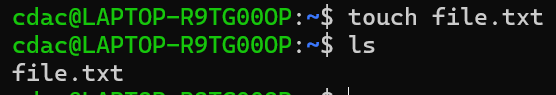 cdac@LAPTOP-R9TG00OP:~$ touch file.txt
cdac@LAPTOP-R9TG00OP:~$ ls
file.txt